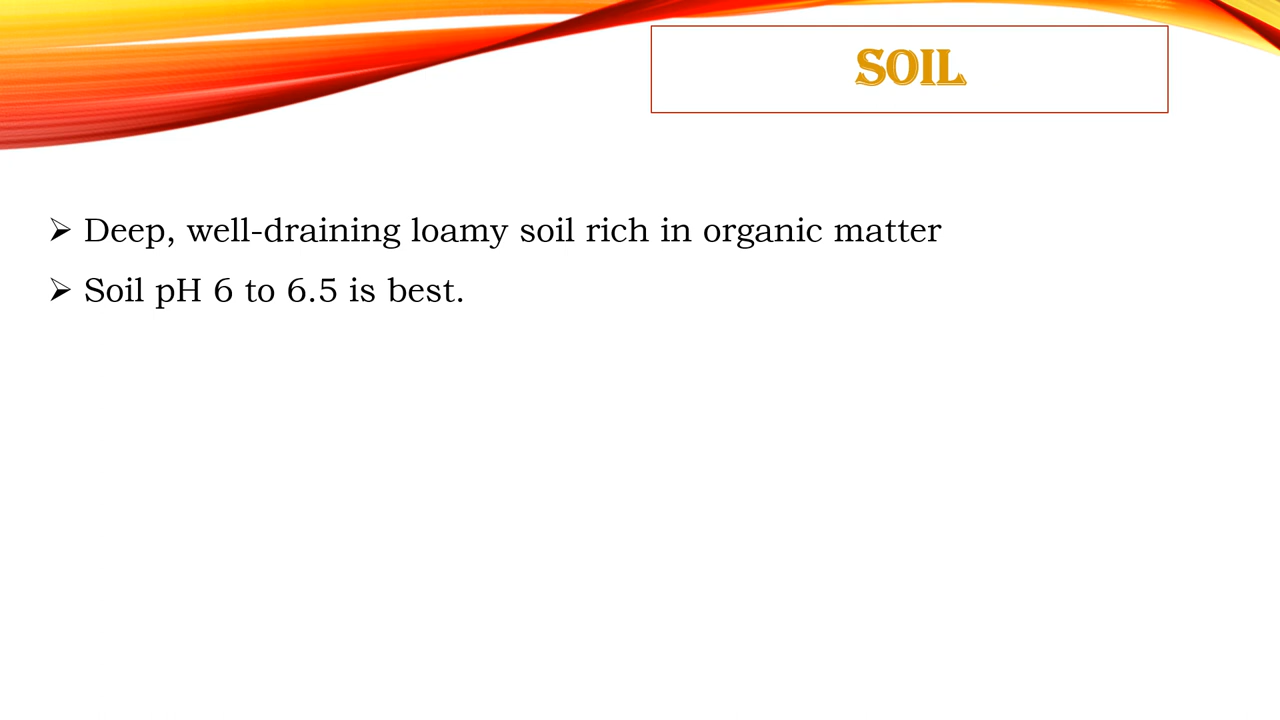 SOIL
➢ Deep, well-draining loamy soil rich in organic matter
➢ Soil pH 6 to 6.5 is best.